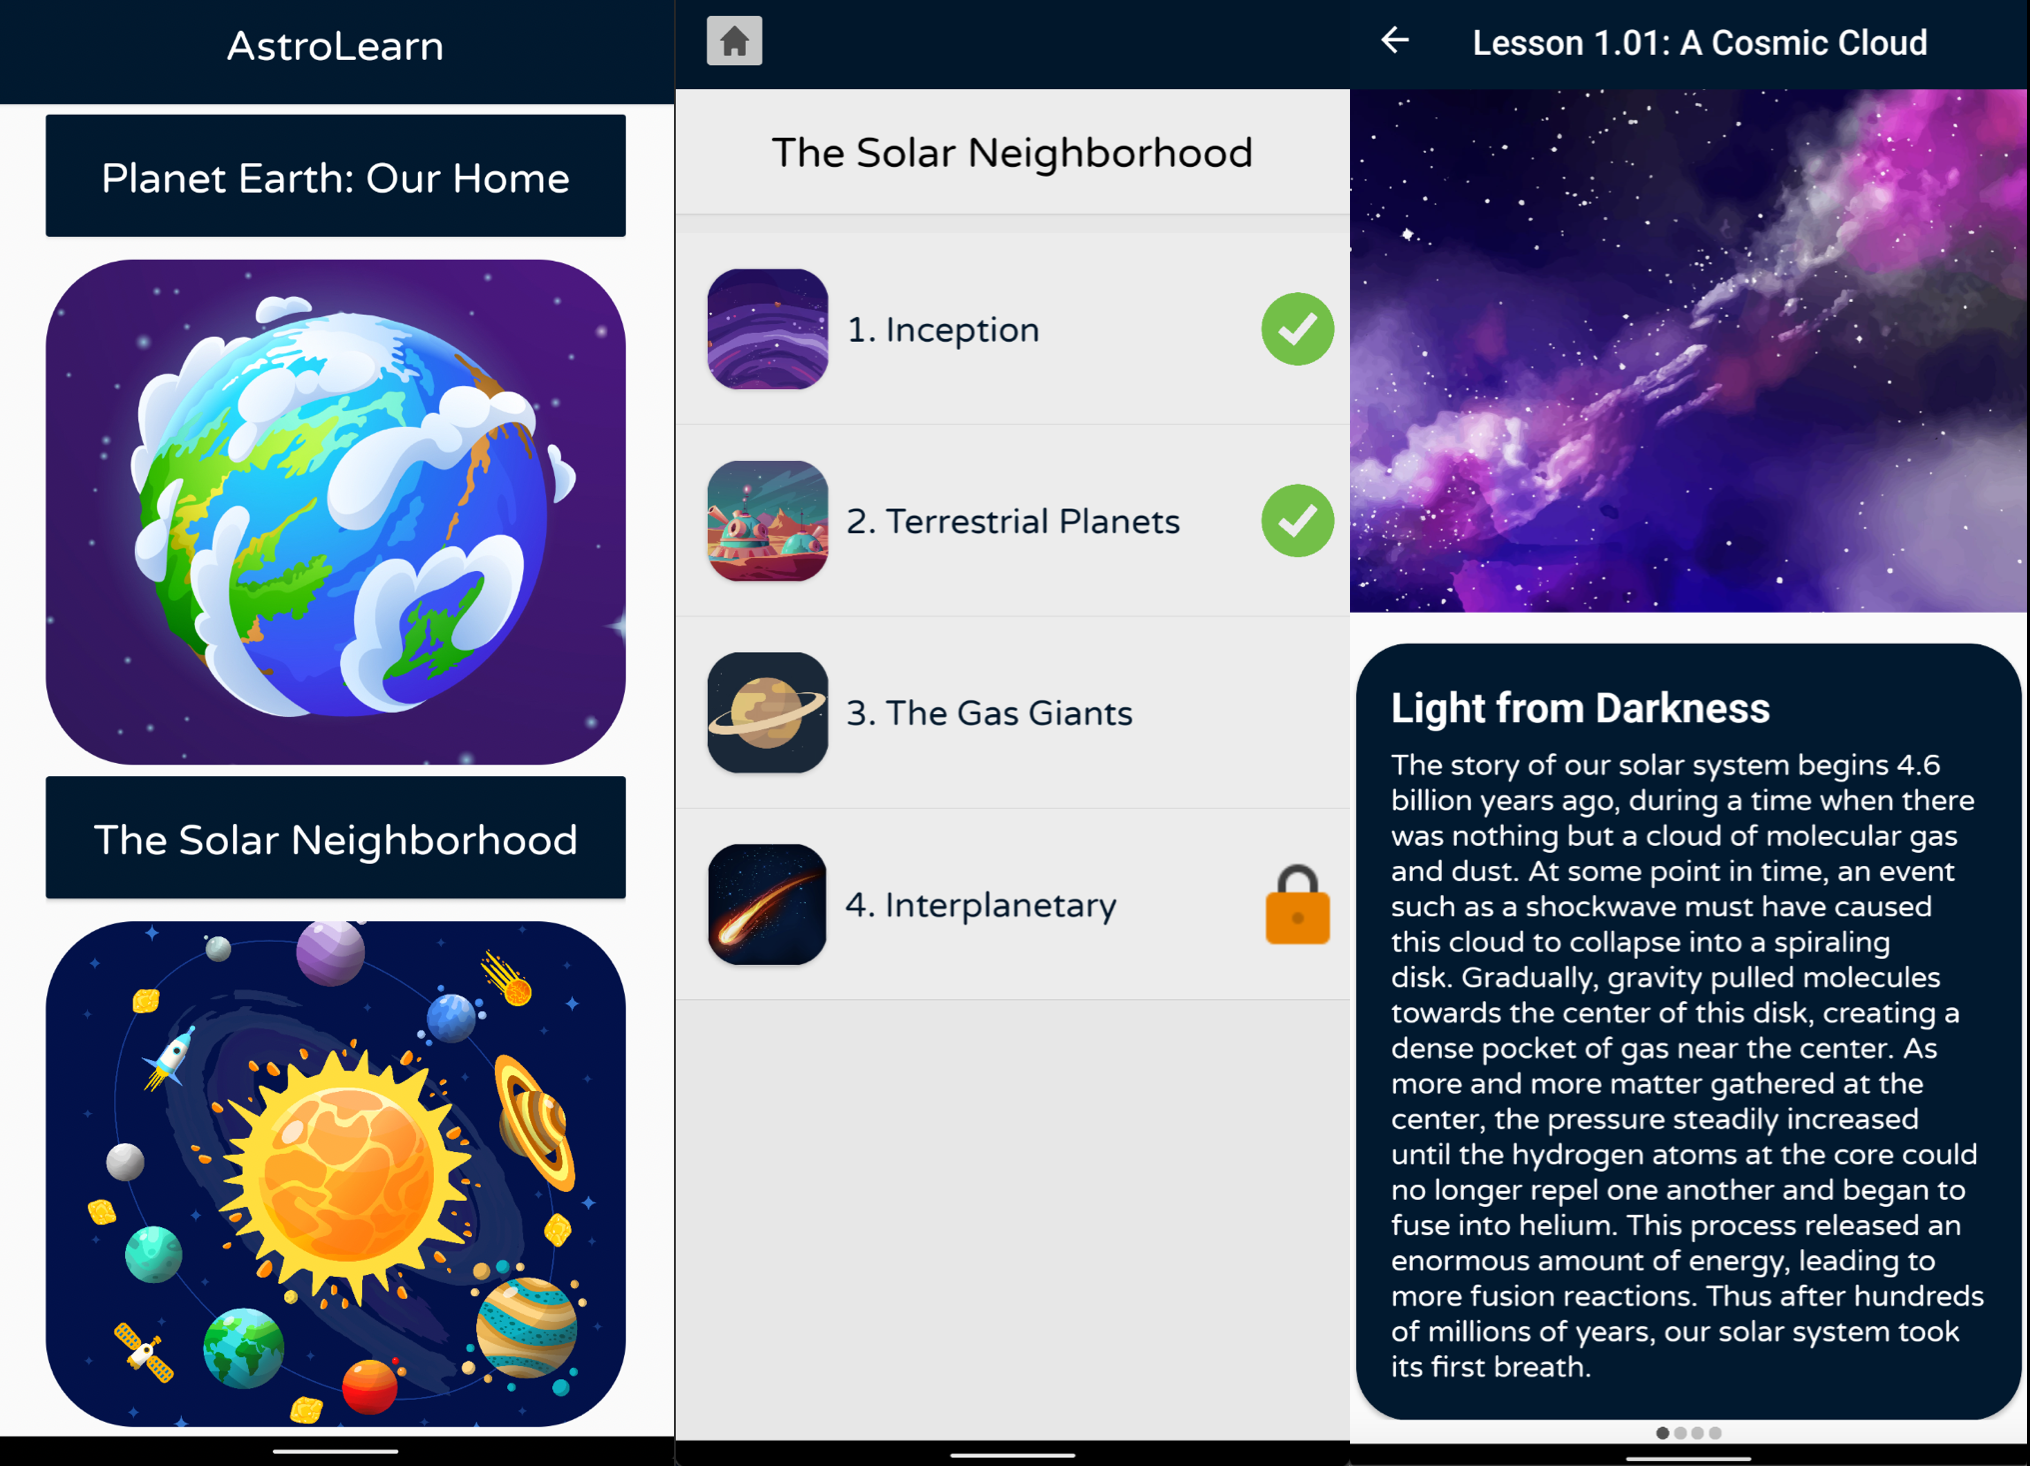 AstroLearn
Planet Earth: Our Home
The Solar Neighborhood
The Solar Neighborhood
1. Inception
2. Terrestrial Planets
3. The Gas Giants
4. Interplanetary
Lesson 1.01: A Cosmic Cloud
Light from Darkness
The story of our solar system begins 4.6
billion years ago, during a time when there
was nothing but a cloud of molecular gas
and dust. At some point in time, an event
such as a shockwave must have caused
this cloud to collapse into a spiraling
disk. Gradually, gravity pulled molecules
towards the center of this disk, creating a
dense pocket of gas near the center. As
more and more matter gathered at the
center, the pressure steadily increased
until the hydrogen atoms at the core could
no longer repel one another and began to
fuse into helium. This process released an
enormous amount of energy, leading to
more fusion reactions. Thus after hundreds
of millions of years, our solar system took
its first breath.